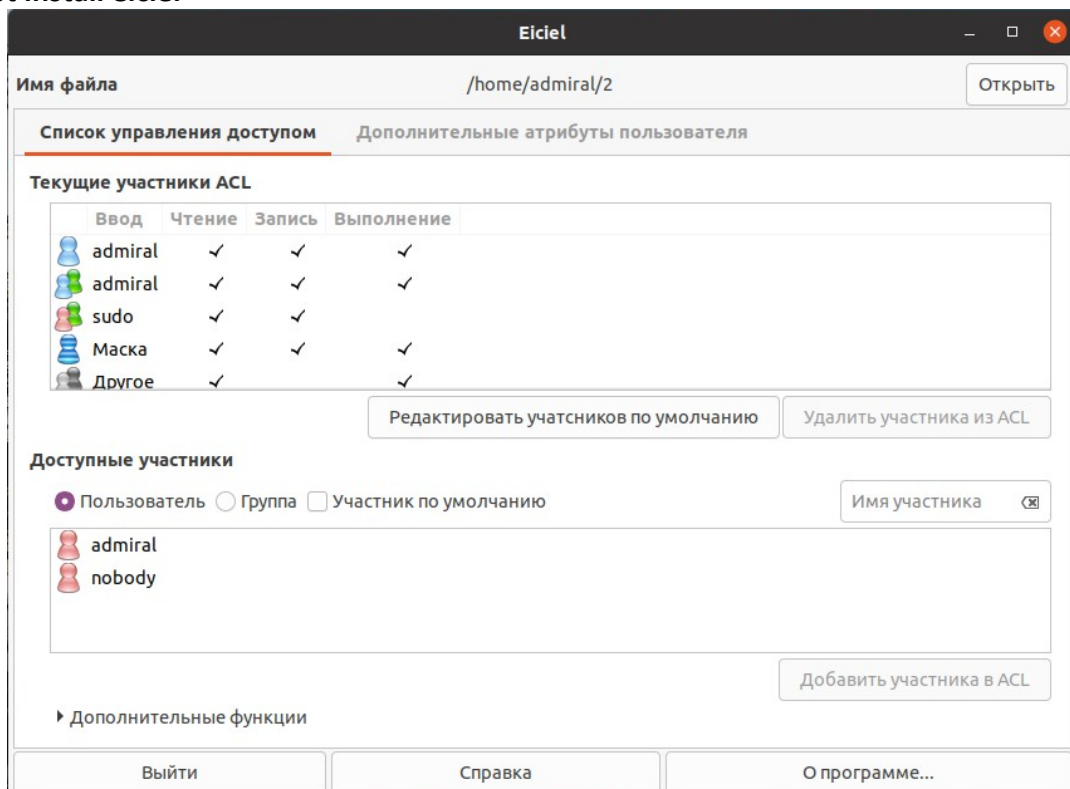 Eiciel
Имя файла /home/admiral/2 Открыть
Список управления доступом Дополнительные атрибуты пользователя
Текущие участники ACL
Ввод Чтение Запись Выполнение
admiral ✓ ✓ ✓
admiral ✓ ✓ ✓
sudo ✓ ✓
Маска ✓ ✓ ✓
Другое ✓ ✓
Редактировать учатсников по умолчанию Удалить участника из ACL
Доступные участники
Пользователь Группа Участник по умолчанию Имя участника
admiral
nobody
Добавить участника в ACL
Дополнительные функции
Выйти Справка О программе...